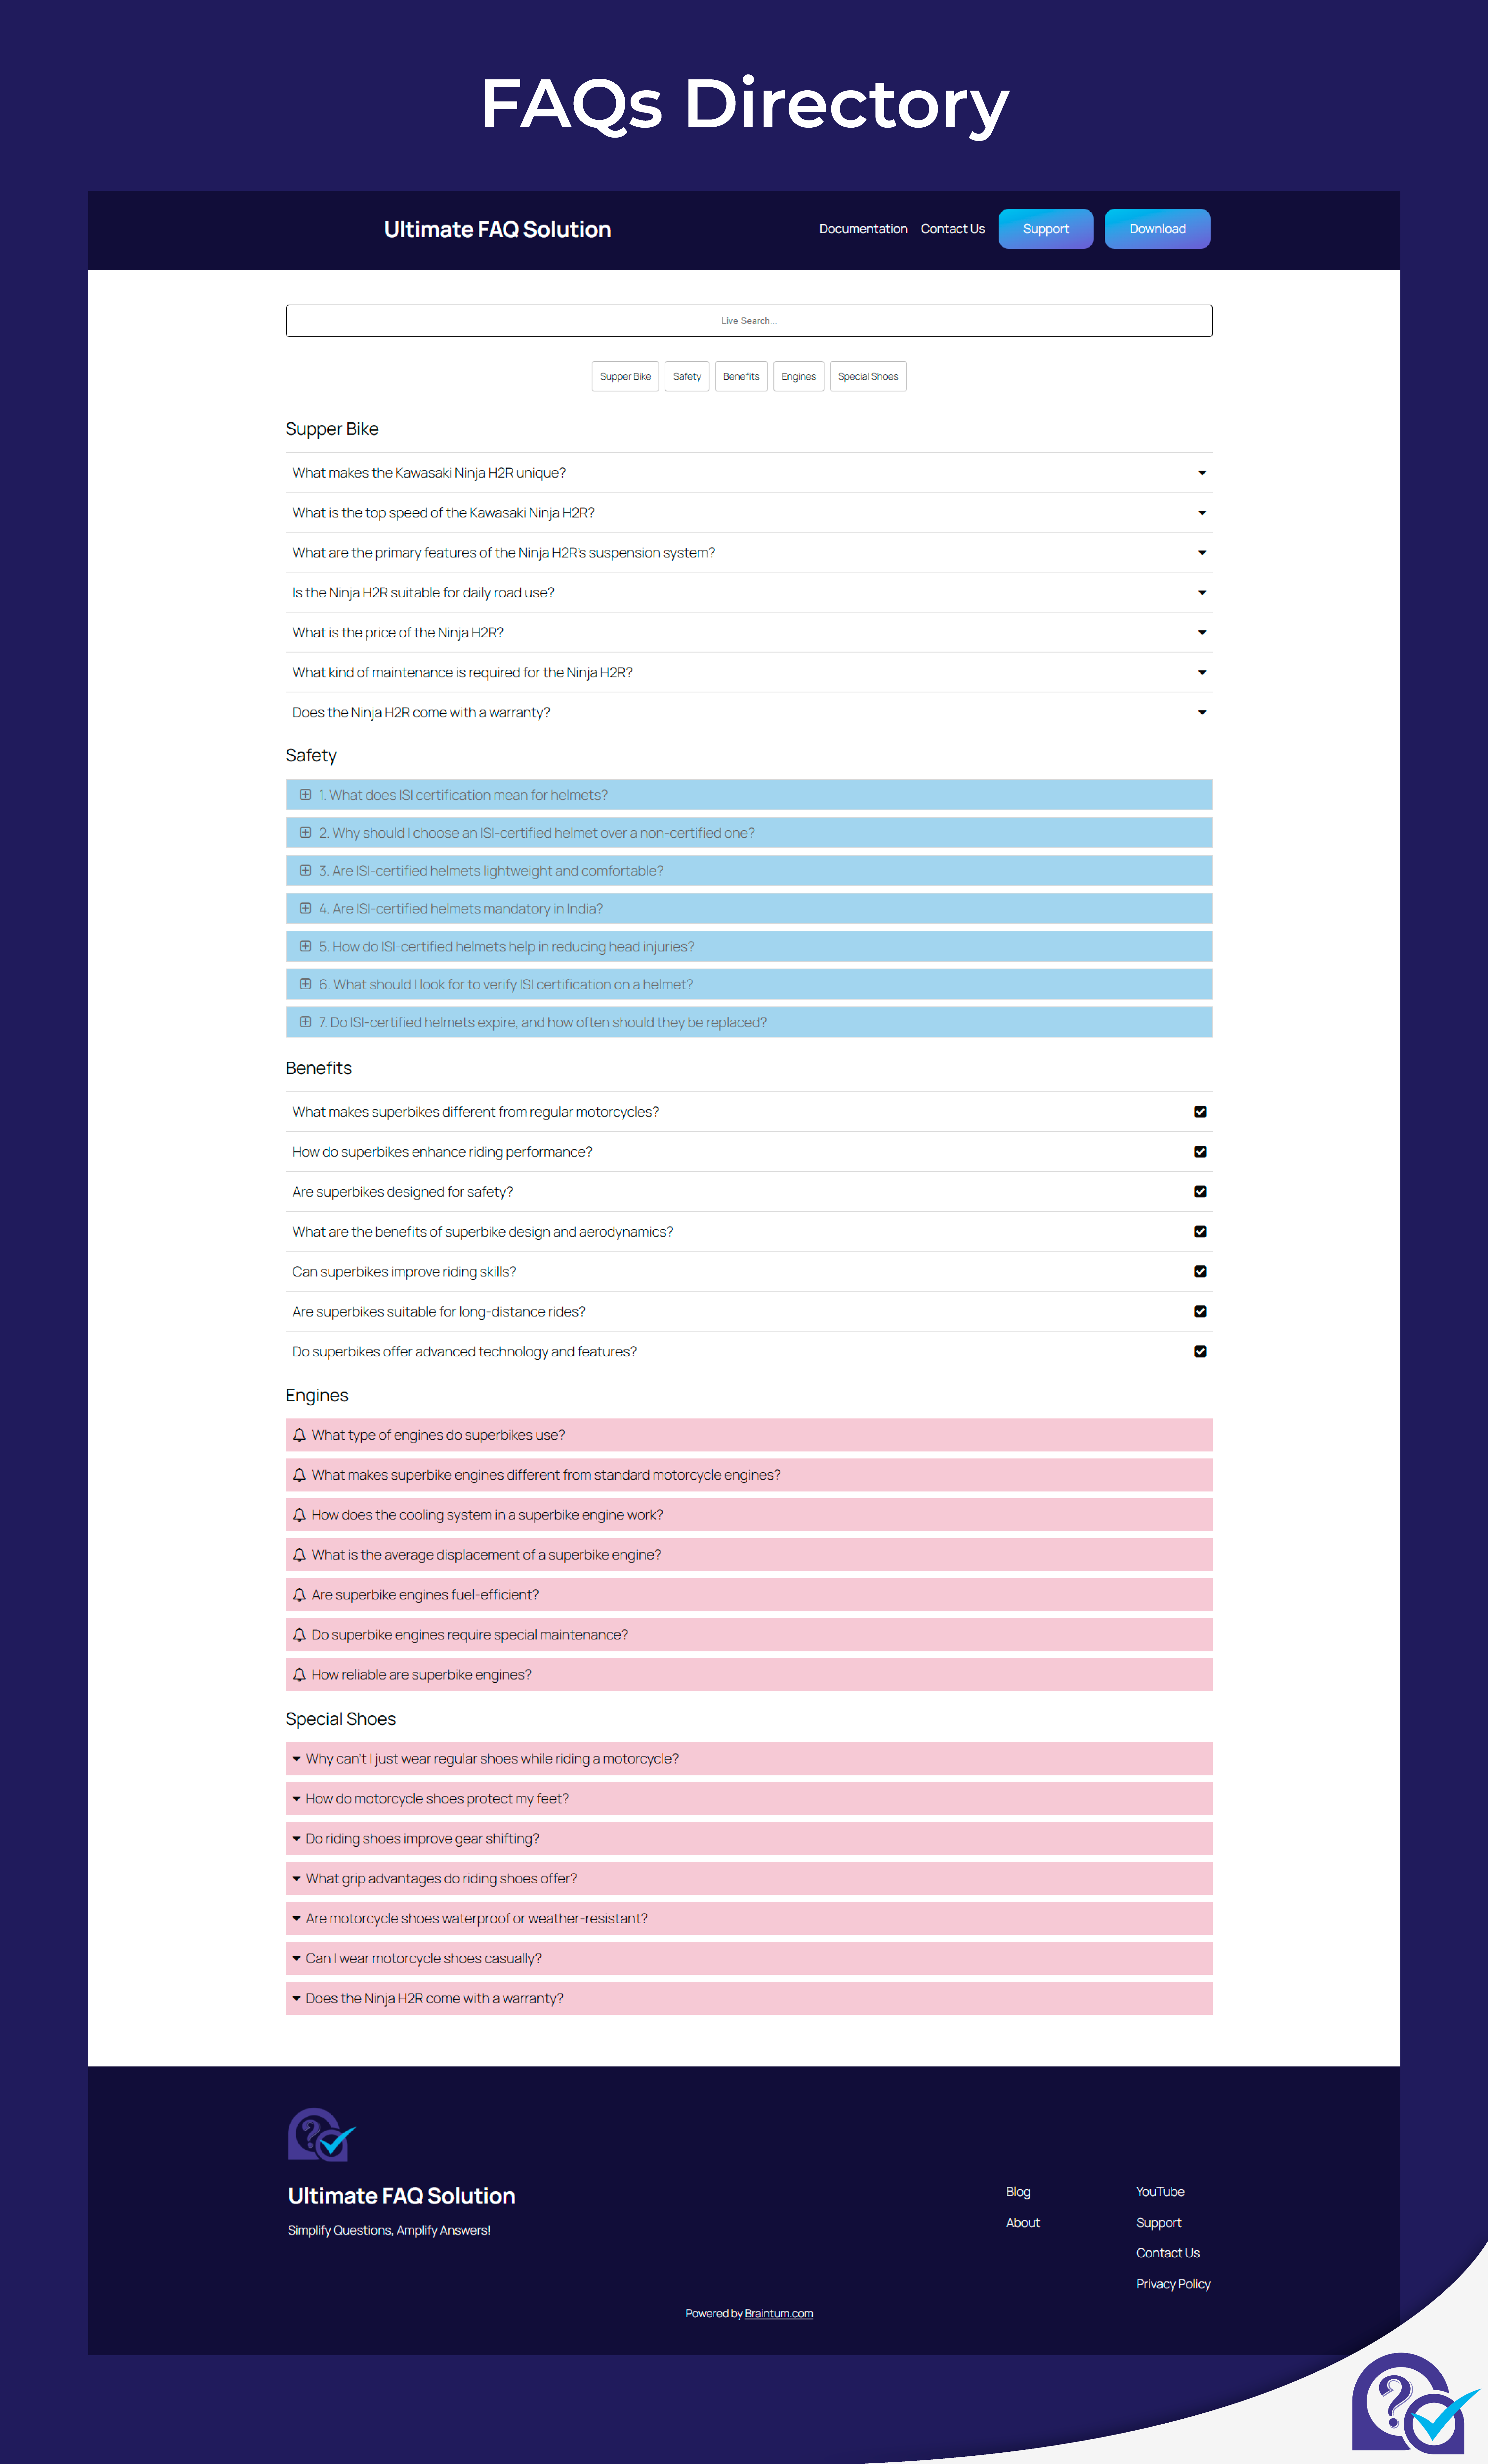 FAQs Directory
Ultimate FAQ Solution
Documentation Contact Us Support Download
Live Search...
Supper Bike Safety Benefits Engines Special Shoes
Supper Bike
What makes the Kawasaki Ninja H2R unique?
What is the top speed of the Kawasaki Ninja H2R?
What are the primary features of the Ninja H2R's suspension system?
Is the Ninja H2R suitable for daily road use?
What is the price of the Ninja H2R?
What kind of maintenance is required for the Ninja H2R?
Does the Ninja H2R come with a warranty?
Safety
1. What does ISI certification mean for helmets?
2. Why should I choose an ISI-certified helmet over a non-certified one?
3. Are ISI-certified helmets lightweight and comfortable?
4. Are ISI-certified helmets mandatory in India?
5. How do ISI-certified helmets help in reducing head injuries?
6. What should I look for to verify ISI certification on a helmet?
7. Do ISI-certified helmets expire, and how often should they be replaced?
Benefits
What makes superbikes different from regular motorcycles?
How do superbikes enhance riding performance?
Are superbikes designed for safety?
What are the benefits of superbike design and aerodynamics?
Can superbikes improve riding skills?
Are superbikes suitable for long-distance rides?
Do superbikes offer advanced technology and features?
Engines
What type of engines do superbikes use?
What makes superbike engines different from standard motorcycle engines?
How does the cooling system in a superbike engine work?
What is the average displacement of a superbike engine?
Are superbike engines fuel-efficient?
Do superbike engines require special maintenance?
How reliable are superbike engines?
Special Shoes
Why can't I just wear regular shoes while riding a motorcycle?
How do motorcycle shoes protect my feet?
Do riding shoes improve gear shifting?
What grip advantages do riding shoes offer?
Are motorcycle shoes waterproof or weather-resistant?
Can I wear motorcycle shoes casually?
Does the Ninja H2R come with a warranty?
Ultimate FAQ Solution
Simplify Questions, Amplify Answers!
Blog
About
YouTube
Support
Contact Us
Privacy Policy
Powered by Braintum.com